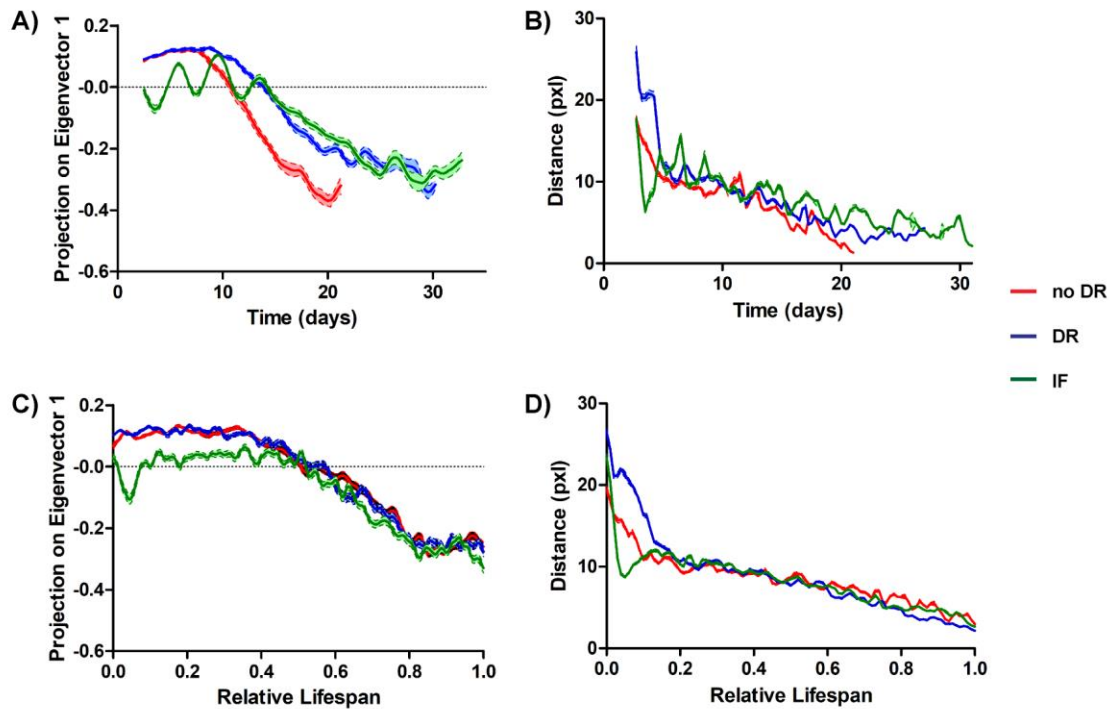 A)
Projection on Eigenvector 1
0.2
-0.0
-0.2
-0.4
-0.6
0
10
20
30
Time (days)
B)
Distance (pxl)
30
20
10
0
0
10
20
30
Time (days)
no DR
DR
IF
C)
Projection on Eigenvector 1
0.2
-0.0
-0.2
-0.4
-0.6
0.0
0.2
0.4
0.6
0.8
1.0
Relative Lifespan
D)
Distance (pxl)
30
20
10
0
0.0
0.2
0.4
0.6
0.8
1.0
Relative Lifespan